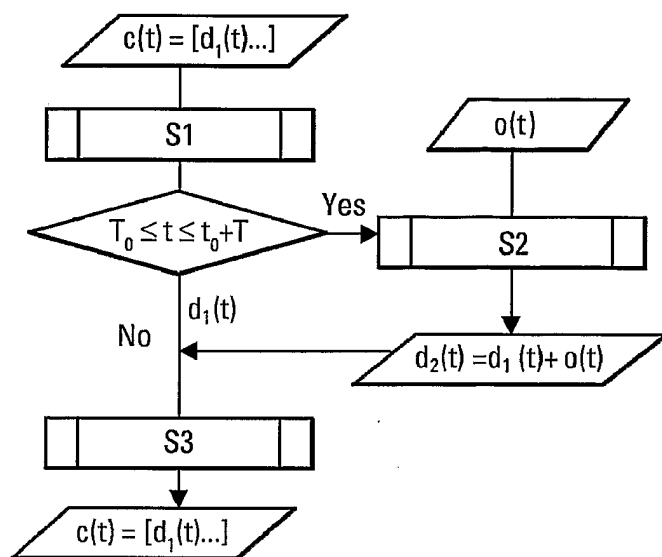 c(t) = [d₁(t)...]
S1
o(t)
T₀ ≤ t ≤ t₀+T
Yes
S2
d₁(t)
No
d₂(t) =d₁ (t)+ o(t)
S3
c(t) = [d₁(t)...]